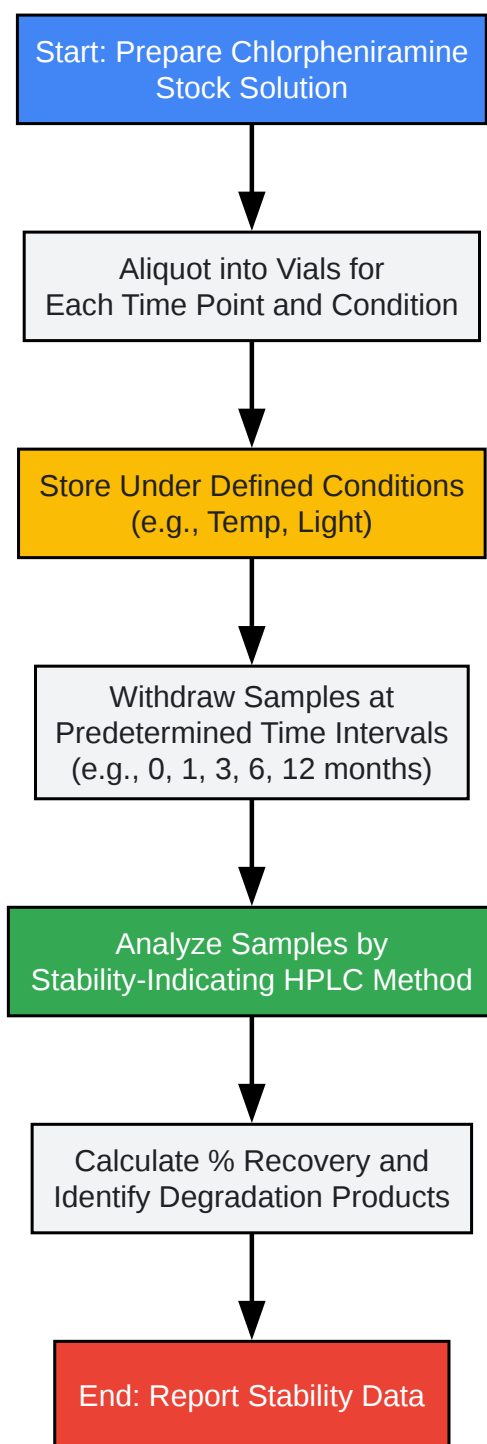 Start: Prepare Chlorpheniramine
Stock Solution
Aliquot into Vials for
Each Time Point and Condition
Store Under Defined Conditions
(e.g., Temp, Light)
Withdraw Samples at
Predetermined Time Intervals
(e.g., 0, 1, 3, 6, 12 months)
Analyze Samples by
Stability-Indicating HPLC Method
Calculate % Recovery and
Identify Degradation Products
End: Report Stability Data